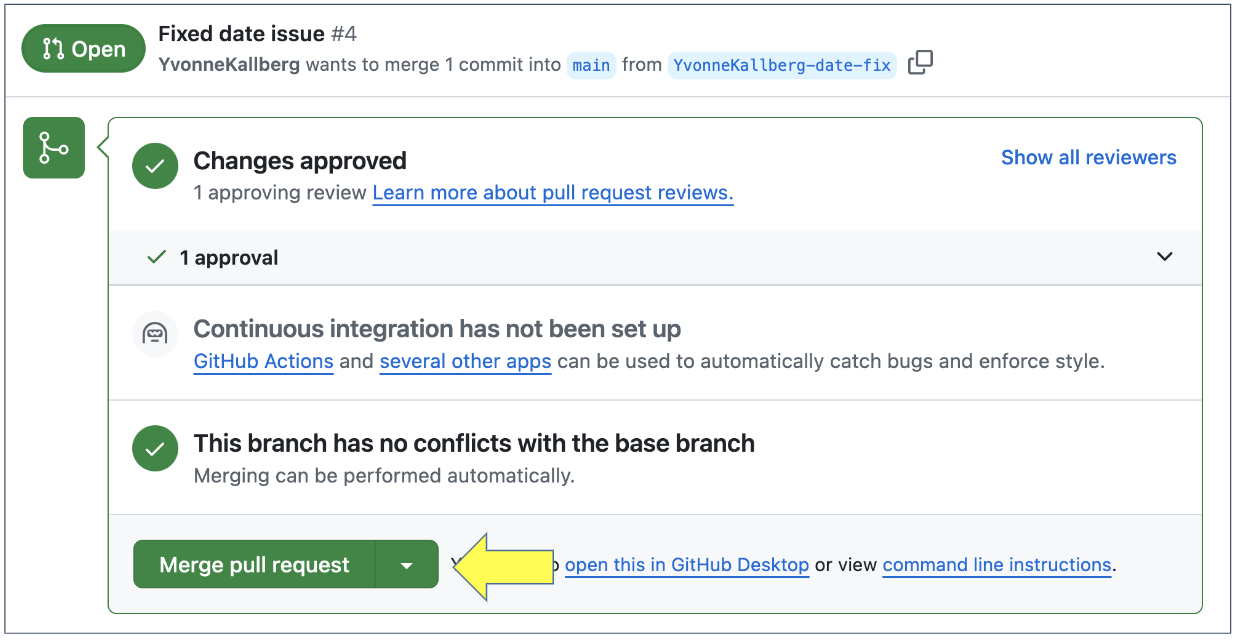 Open
Fixed date issue #4
YvonneKallberg wants to merge 1 commit into main from YvonneKallberg-date-fix
Changes approved
Show all reviewers
1 approving review Learn more about pull request reviews.
1 approval
Continuous integration has not been set up
GitHub Actions and several other apps can be used to automatically catch bugs and enforce style.
This branch has no conflicts with the base branch
Merging can be performed automatically.
Merge pull request
open this in GitHub Desktop or view command line instructions.